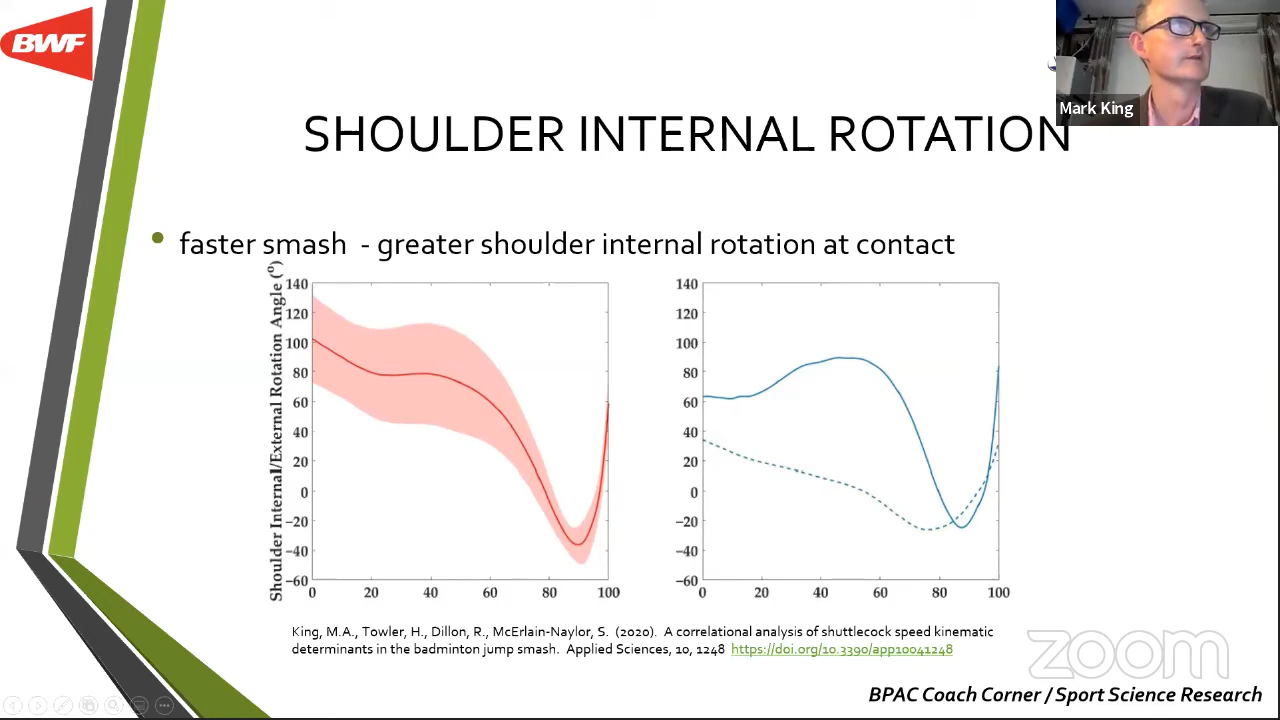 BWF
Mark King
SHOULDER INTERNAL ROTATION
• faster smash - greater shoulder internal rotation at contact
Shoulder Internal/External Rotation Angle (⁰)
140
120
100
80
60
40
20
0
−20
−40
−60
0 20 40 60 80 100
140
120
100
80
60
40
20
0
−20
−40
−60
0 20 40 60 80 100
King, M.A., Towler, H., Dillon, R., McErlain-Naylor, S. (2020). A correlational analysis of shuttlecock speed kinematic
determinants in the badminton jump smash. Applied Sciences, 10, 1248 https://doi.org/10.3390/app10041248
zoom
BPAC Coach Corner / Sport Science Research